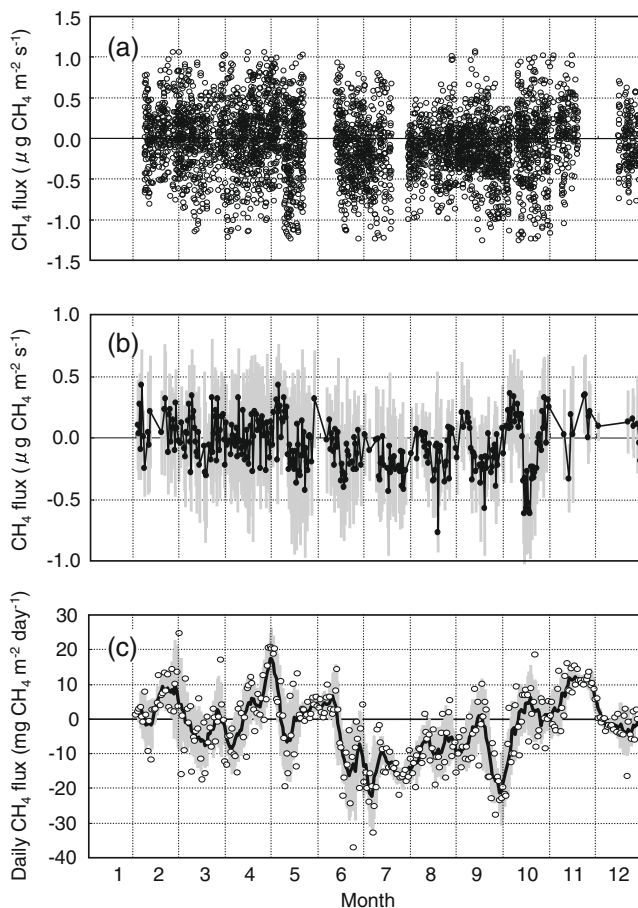 (a)
CH₄ flux ( μ g CH₄ m⁻² s⁻¹)
1.5
1.0
0.5
0.0
-0.5
-1.0
-1.5
(b)
CH₄ flux ( μ g CH₄ m⁻² s⁻¹)
1.0
0.5
0.0
-0.5
-1.0
(c)
Daily CH₄ flux (mg CH₄ m⁻² day⁻¹)
30
20
10
0
-10
-20
-30
-40
1 2 3 4 5 6 7 8 9 10 11 12
Month